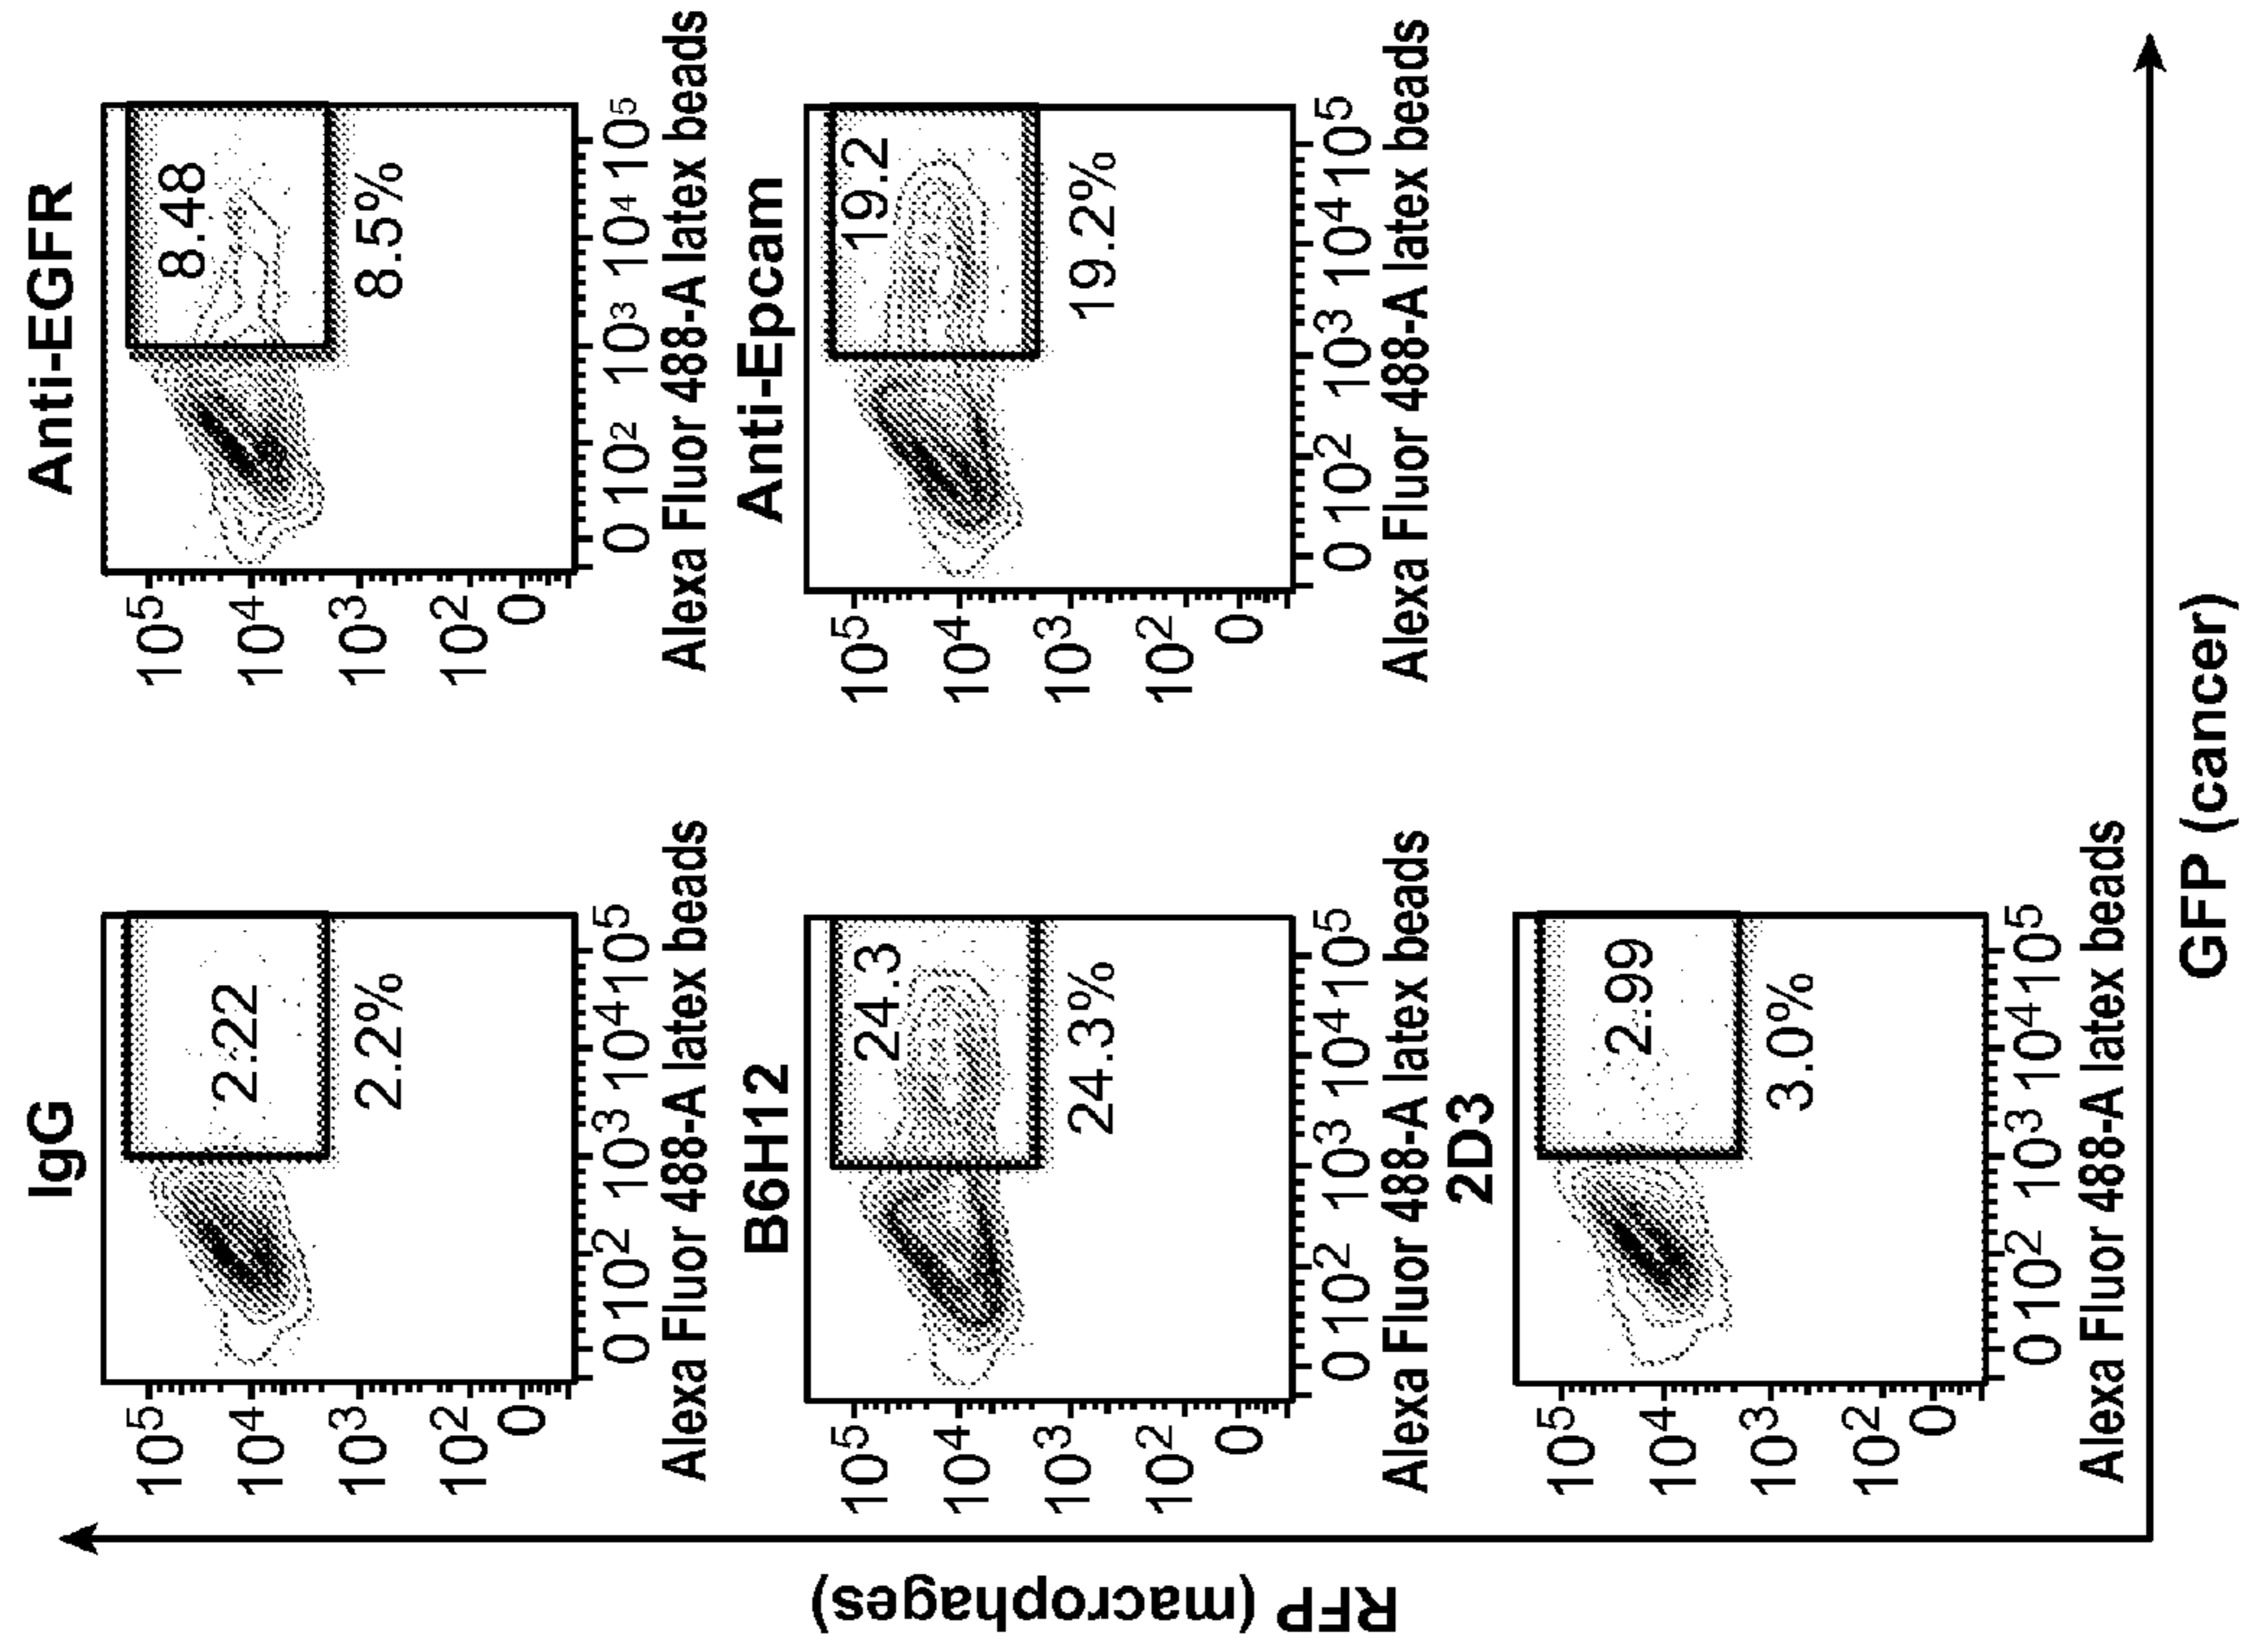 IgG
2.22
2.2%
10⁵
10⁴
10³
10²
0
0 10² 10³ 10⁴ 10⁵
Alexa Fluor 488-A latex beads
Anti-EGFR
8.48
8.5%
10⁵
10⁴
10³
10²
0
0 10² 10³ 10⁴ 10⁵
Alexa Fluor 488-A latex beads
B6H12
24.3
24.3%
10⁵
10⁴
10³
10²
0
0 10² 10³ 10⁴ 10⁵
Alexa Fluor 488-A latex beads
Anti-Epcam
19.2
19.2%
10⁵
10⁴
10³
10²
0
0 10² 10³ 10⁴ 10⁵
Alexa Fluor 488-A latex beads
2D3
2.99
3.0%
10⁵
10⁴
10³
10²
0
0 10² 10³ 10⁴ 10⁵
Alexa Fluor 488-A latex beads
RFP (macrophages)
GFP (cancer)